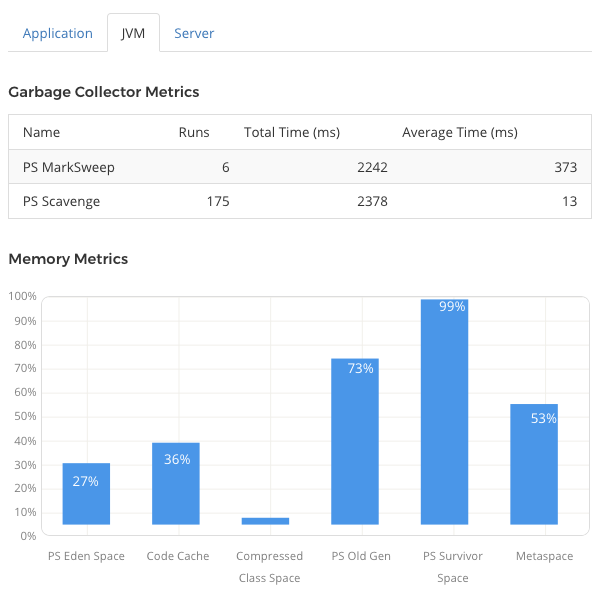 Application JVM Server
Garbage Collector Metrics
Name Runs Total Time (ms) Average Time (ms)
PS MarkSweep 6 2242 373
PS Scavenge 175 2378 13
Memory Metrics
100%
90%
80%
70%
60%
50%
40%
30%
20%
10%
0%
27%
36%
73%
99%
53%
PS Eden Space
Code Cache
Compressed
Class Space
PS Old Gen
PS Survivor
Space
Metaspace